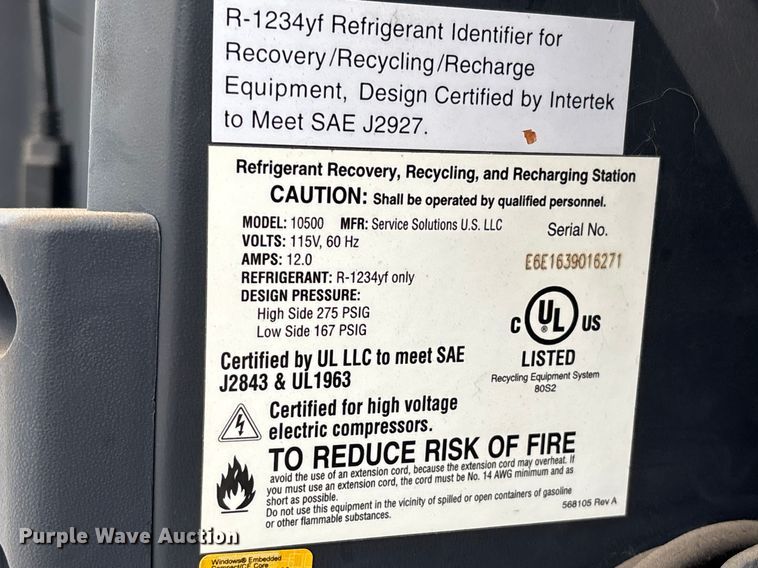 R-1234yf Refrigerant Identifier for
Recovery/Recycling/Recharge
Equipment, Design Certified by Intertek
to Meet SAE J2927.
Refrigerant Recovery, Recycling, and Recharging Station
CAUTION: Shall be operated by qualified personnel.
MODEL: 10500 MFR: Service Solutions U.S. LLC
VOLTS: 115V, 60 Hz
AMPS: 12.0
REFRIGERANT: R-1234yf only
DESIGN PRESSURE:
High Side 275 PSIG
Low Side 167 PSIG
Serial No.
E6E1639016271
C UL ® US
LISTED
Recycling Equipment System
80S2
Certified by UL LLC to meet SAE
J2843 & UL1963
Certified for high voltage
electric compressors.
TO REDUCE RISK OF FIRE
avoid the use of an extension cord, because the extension cord may overheat. If
you must use an extension cord, the cord must be No. 14 AWG minimum and as
short as possible.
Do not use this equipment in the vicinity of spilled or open containers of gasoline
or other flammable substances.
568105 Rev A
Windows® Embedded
Compact/CE Core
Purple Wave Auction